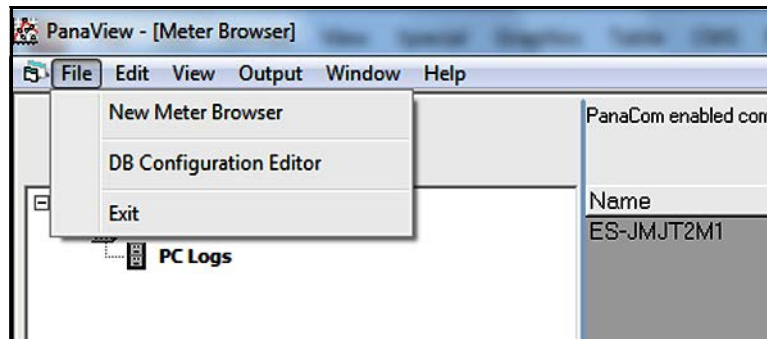 PanaView - [Meter Browser]
File Edit View Output Window Help
New Meter Browser
DB Configuration Editor
Exit
PanaCom enabled com
Name
ES-JMJT2M1
PC Logs